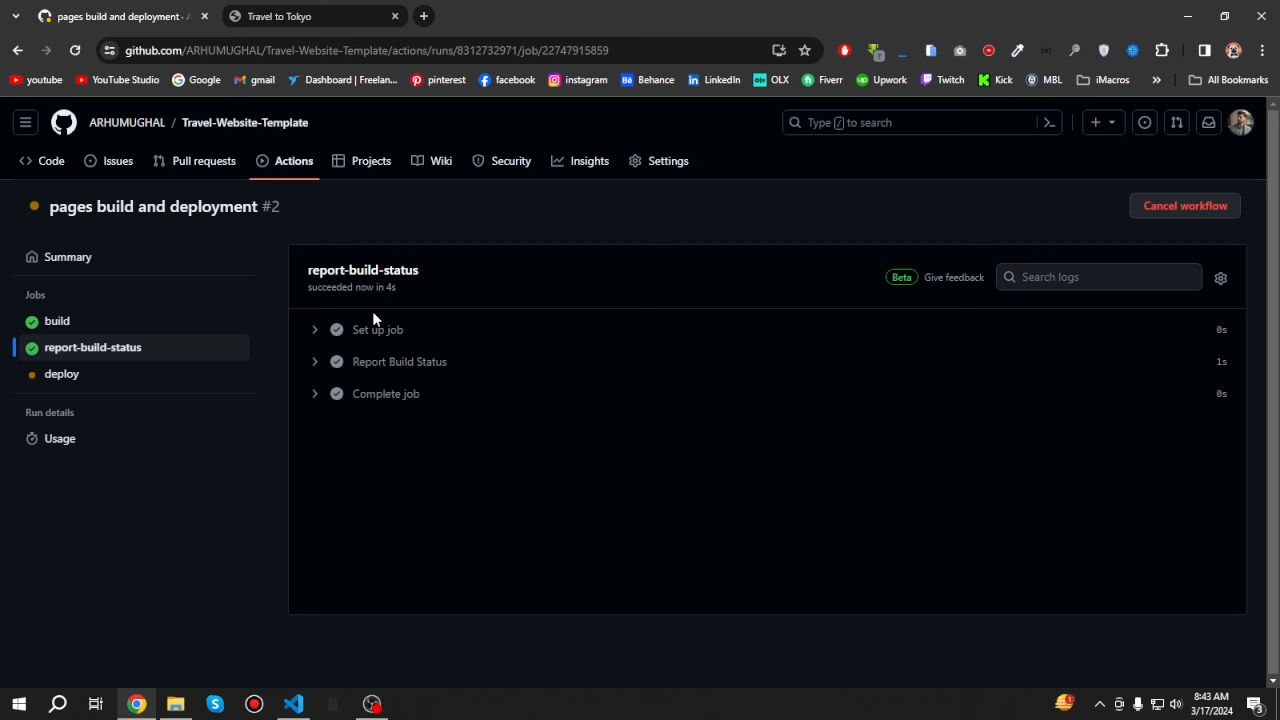 pages build and deployment · A
Travel to Tokyo
github.com/ARHUMUGHAL/Travel-Website-Template/actions/runs/8312732971/job/22747915859
youtube
YouTube Studio
Google
gmail
Dashboard | Freelan...
pinterest
facebook
instagram
Behance
LinkedIn
OLX
Fiverr
Upwork
Twitch
Kick
MBL
iMacros
»
All Bookmarks
ARHUMUGHAL / Travel-Website-Template
Type / to search
Code
Issues
Pull requests
Actions
Projects
Wiki
Security
Insights
Settings
pages build and deployment #2
Cancel workflow
Summary
Jobs
build
report-build-status
deploy
Run details
Usage
report-build-status
succeeded now in 4s
Beta
Give feedback
Search logs
Set up job
0s
Report Build Status
1s
Complete job
0s
8:43 AM
3/17/2024
3